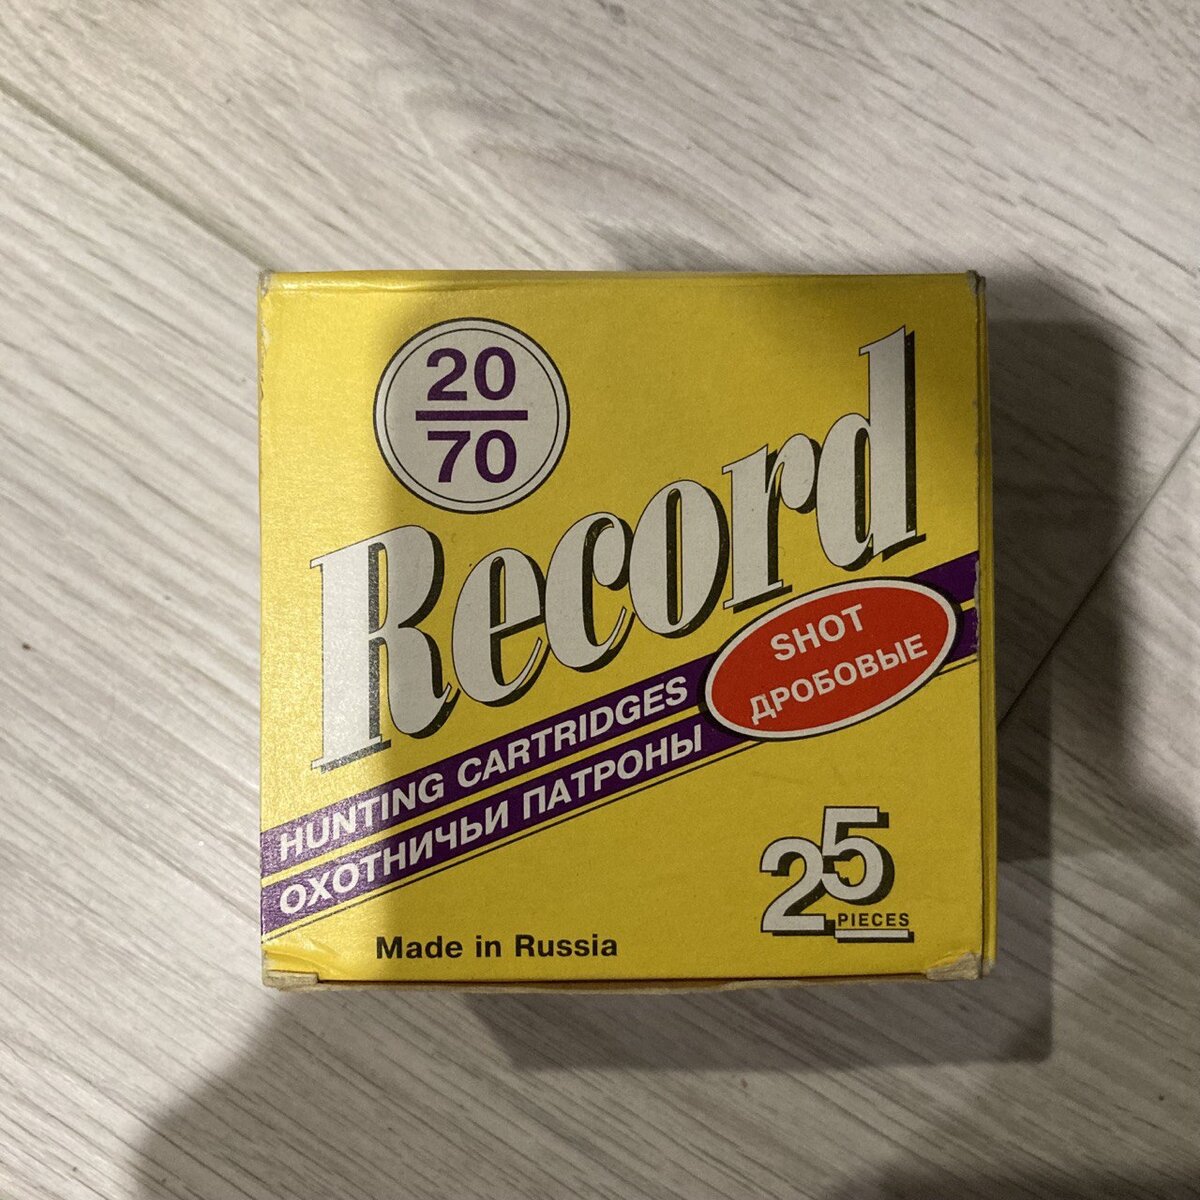 20
70
Record
SHOT
ДРОБОВЫЕ
HUNTING CARTRIDGES
ОХОТНИЧЬИ ПАТРОНЫ
25
PIECES
Made in Russia